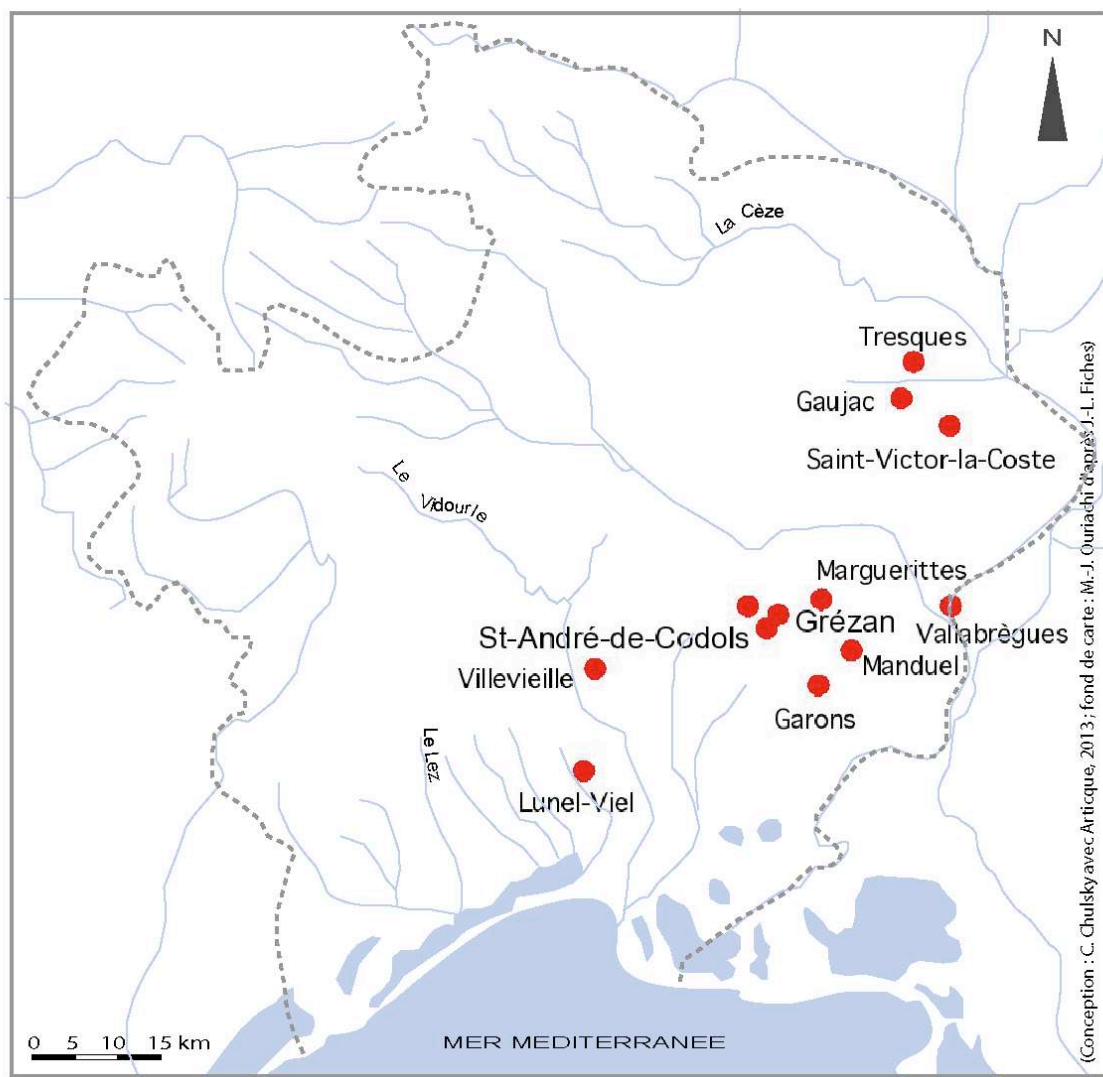 N
La Cèze
Tresques
Gaujac
Saint-Victor-la-Coste
Le Vidourle
Marguerittes
Grézan
Vallabrègues
St-André-de-Codols
Manduel
Villevieille
Garons
Le Lez
Lunel-Viel
0 5 10 15 km
MER MEDITERRANEE
(Conception : C. Chulsky avec Articque, 2013; fond de carte : M.-J. Ouriachi d'après J.-L. Fiches)